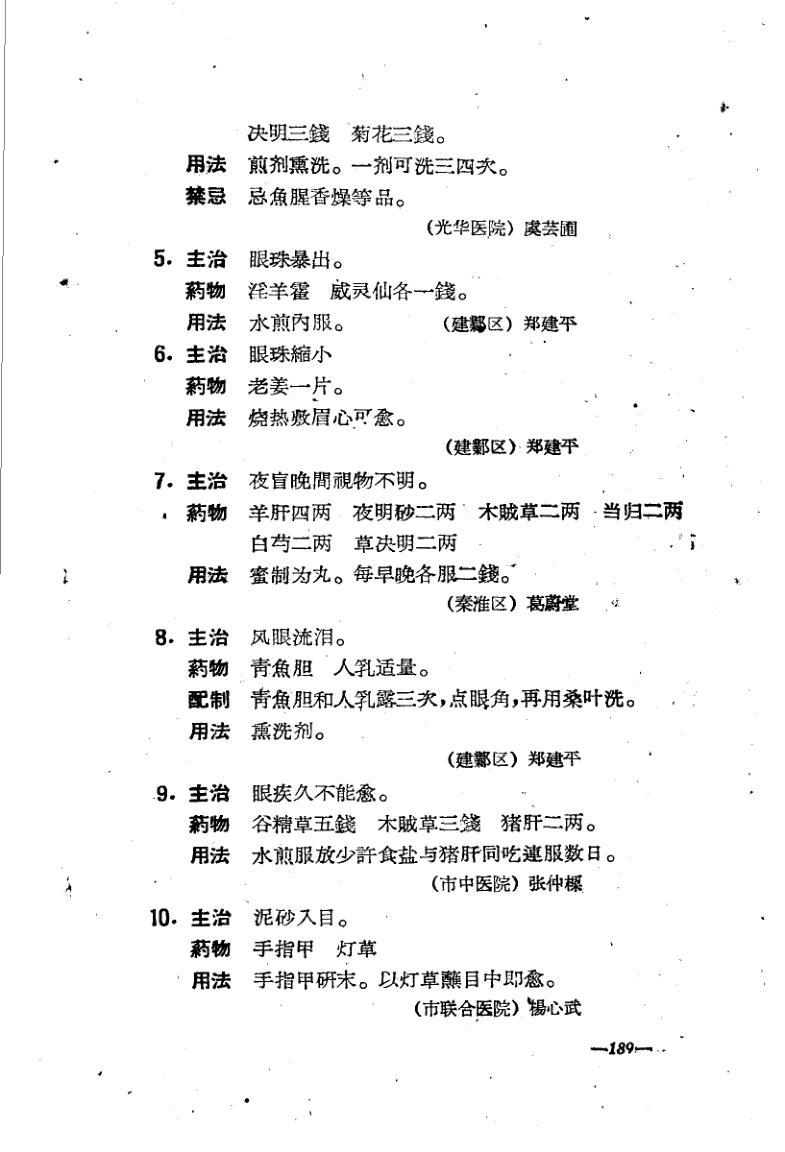 决明三錢　菊花三錢。
用法　煎剂熏洗。一剂可洗三四次。
禁忌　忌魚腥香燥等品。
(光华医院) 虞芸圃
5. 主治　眼珠暴出。
葯物　淫羊霍　威灵仙各一錢。
用法　水煎內服。　(建鄴区) 郑建平
6. 主治　眼珠縮小
葯物　老姜一片。
用法　烧热敷眉心可愈。
(建鄴区) 郑建平
7. 主治　夜盲晚間視物不明。
葯物　羊肝四两　夜明砂二两　木贼草二两　当归二两
白芍二两　草决明二两
用法　蜜制为丸。每早晚各服二錢。
(秦淮区) 葛蔚堂
8. 主治　风眼流泪。
葯物　青魚胆　人乳适量。
配制　青魚胆和人乳露三次,点眼角,再用桑叶洗。
用法　熏洗剂。
(建鄴区) 郑建平
9. 主治　眼疾久不能愈。
葯物　谷精草五錢　木贼草三錢　猪肝二两。
用法　水煎服放少許食盐与猪肝同吃連服数日。
(市中医院) 张仲樑
10. 主治　泥砂入目。
葯物　手指甲　灯草
用法　手指甲研末。以灯草蘸目中即愈。
(市联合医院) 楊心武
—189—